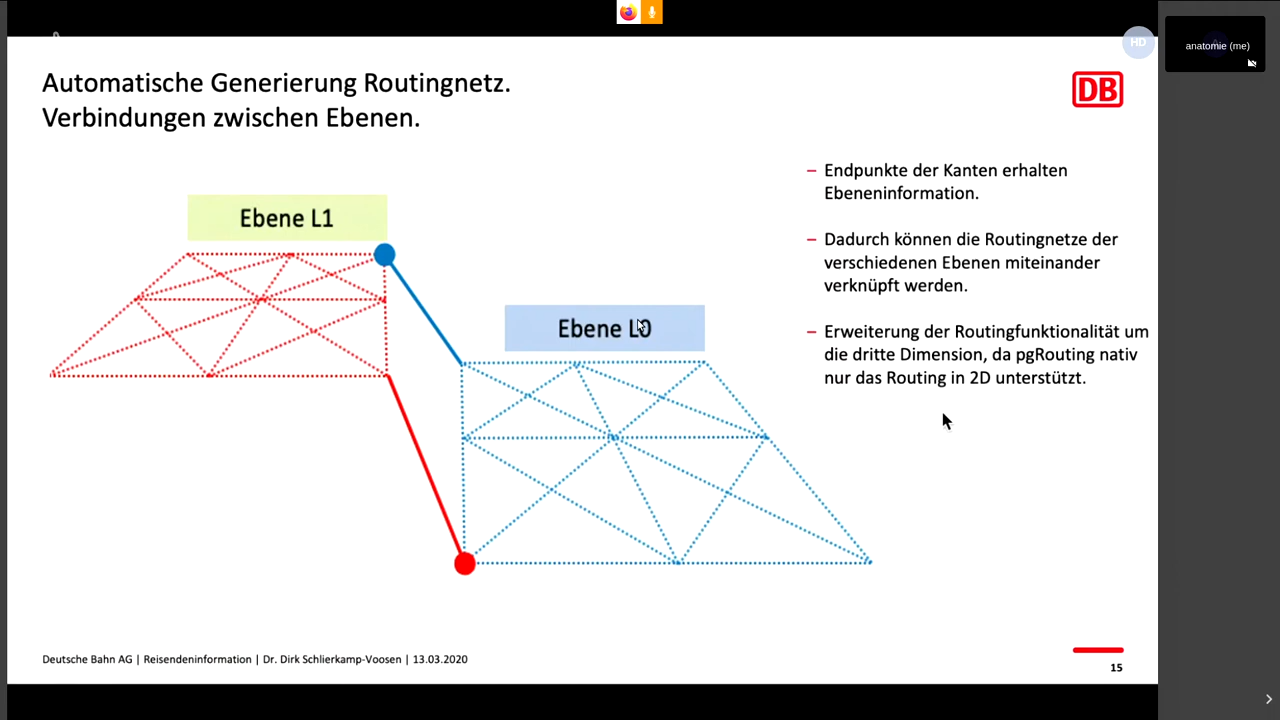 HD
anatomie (me)
Automatische Generierung Routingnetz.
Verbindungen zwischen Ebenen.
DB
Ebene L1
Ebene L0
– Endpunkte der Kanten erhalten
Ebeneninformation.
– Dadurch können die Routingnetze der
verschiedenen Ebenen miteinander
verknüpft werden.
– Erweiterung der Routingfunktionalität um
die dritte Dimension, da pgRouting nativ
nur das Routing in 2D unterstützt.
Deutsche Bahn AG | Reisendeninformation | Dr. Dirk Schlierkamp-Voosen | 13.03.2020
15